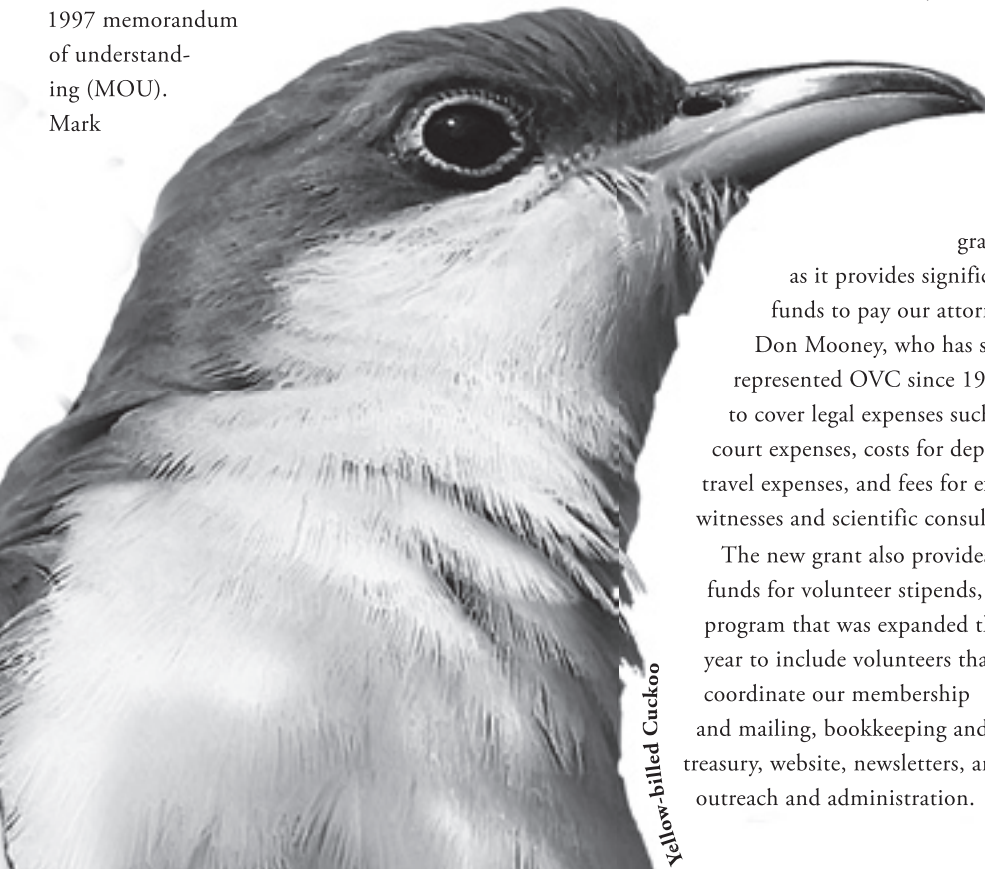 1997 memorandum
of understand-
ing (MOU).
Mark
as it provides
funds to pay our
Don Mooney, who has
represented OVC since
to cover legal expenses
court expenses, costs for
travel expenses, and fees for
witnesses and scientific
The new grant also
funds for volunteer stipends,
program that was expanded
year to include volunteers
coordinate our membership
and mailing, bookkeeping and
treasury, website, newsletters,
outreach and administration.
Yellow-billed Cuckoo